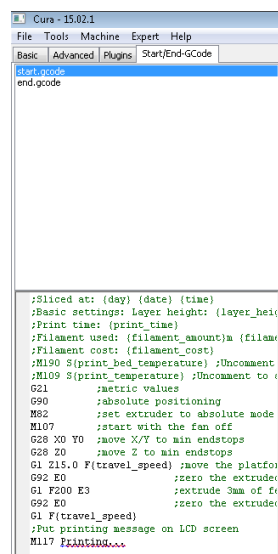 Cura - 15.02.1
File Tools Machine Expert Help
Basic Advanced Plugins Start/End-GCode
start.gcode
end.gcode
;Sliced at: {day} {date} {time}
;Basic settings: Layer height: {layer_heig
;Print time: {print_time}
;Filament used: {filament_amount}m {filame
;Filament cost: {filament_cost}
;M190 S{print_bed_temperature} ;Uncomment
;M109 S{print_temperature} ;Uncomment to a
G21 ;metric values
G90 ;absolute positioning
M82 ;set extruder to absolute mode
M107 ;start with the fan off
G28 X0 Y0 ;move X/Y to min endstops
G28 Z0 ;move Z to min endstops
G1 Z15.0 F{travel_speed} ;move the platfor
G92 E0 ;zero the extruded
G1 F200 E3 ;extrude 3mm of fe
G92 E0 ;zero the extruded
G1 F{travel_speed}
;Put printing message on LCD screen
M117 Printing...